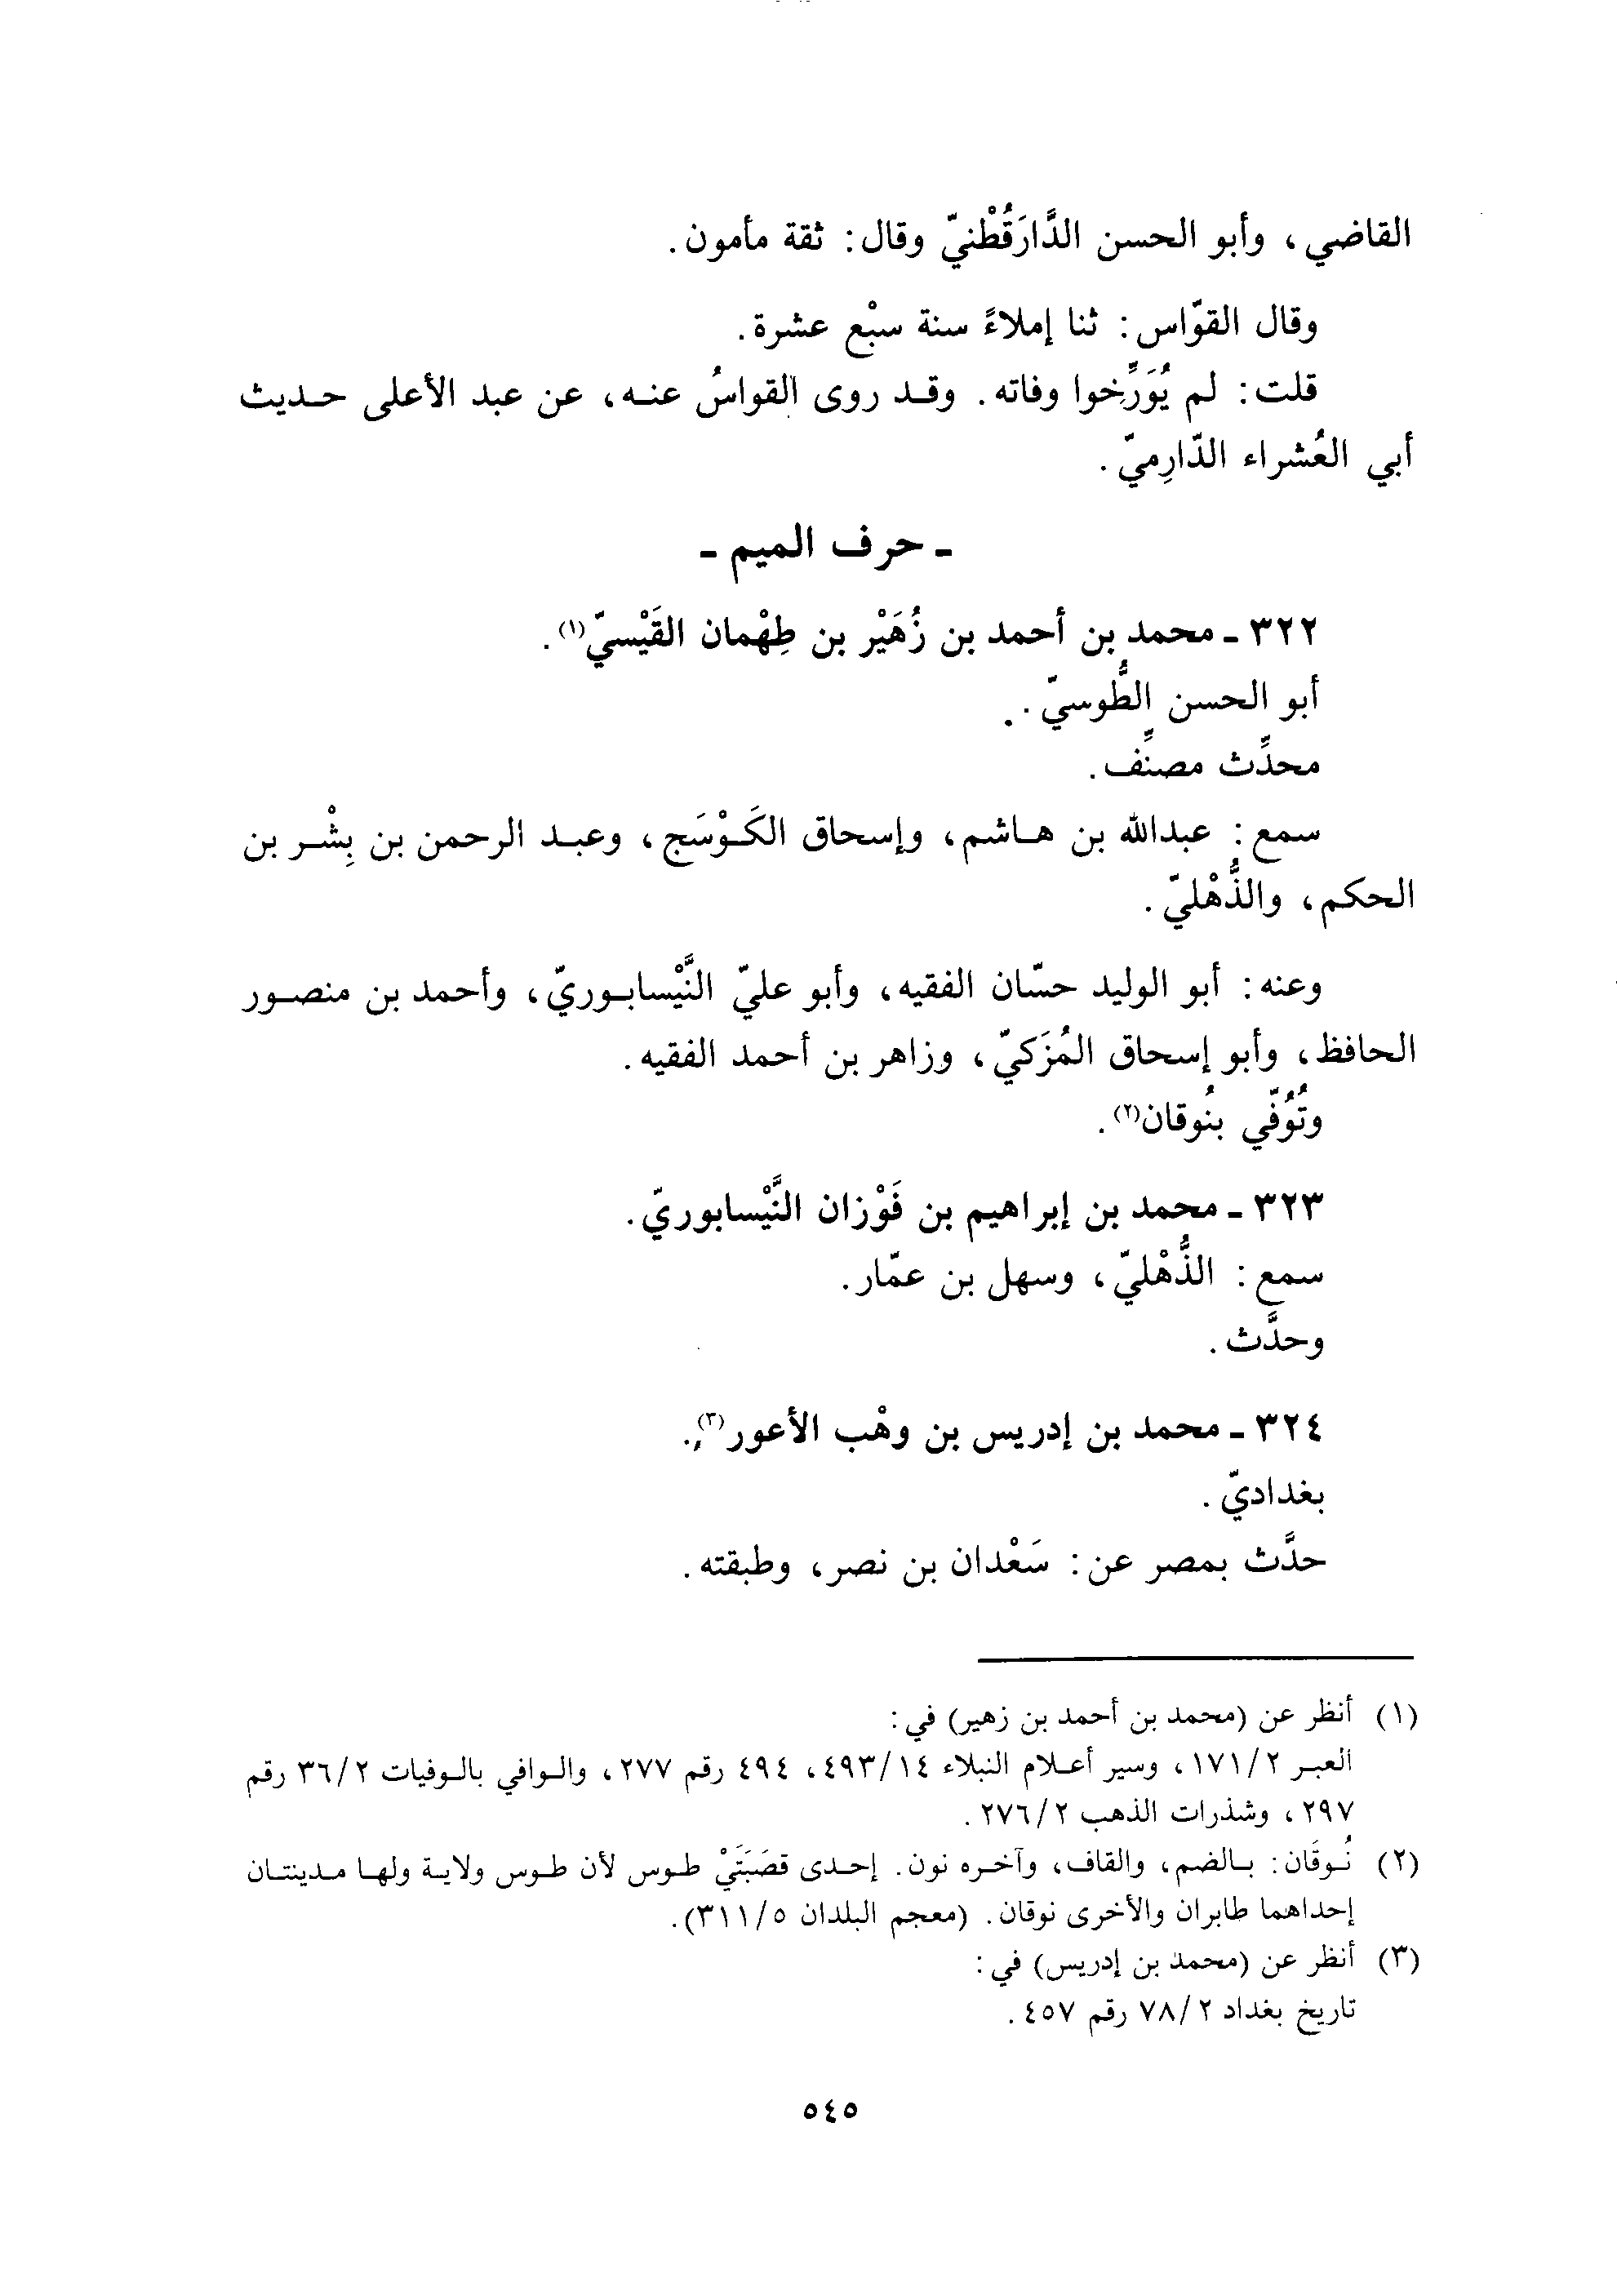 القاضي، وأبو الحسن الدَّارَقُطْنيّ وقال: ثقة مأمون.
وقال القوّاس: ثنا إملاءً سنة سبْع عشرة.
قلت: لم يُوَرِّخوا وفاته. وقد روى القواسُ عنه، عن عبد الأعلى حديث
أبي العُشراء الدّارِميّ.
ـ حرف الميم ـ
٣٢٢ ـ محمد بن أحمد بن زُهَيْر بن طِهْمان القَيْسيّ(١).
أبو الحسن الطُّوسيّ.
محدِّث مصنِّف.
سمع: عبدالله بن هاشم، وإسحاق الكَوْسَج، وعبد الرحمن بن بِشْر بن
الحكم، والذُّهْليّ.
وعنه: أبو الوليد حسّان الفقيه، وأبو عليّ النَّيْسابوريّ، وأحمد بن منصور
الحافظ، وأبو إسحاق المُزَكيّ، وزاهر بن أحمد الفقيه.
وتُوُفّي بنُوقان(٢).
٣٢٣ ـ محمد بن إبراهيم بن فَوْزان النَّيْسابوريّ.
سمع: الذُّهْليّ، وسهل بن عمّار.
وحدَّث.
٣٢٤ ـ محمد بن إدريس بن وهْب الأعور(٣).
بغداديّ.
حدَّث بمصر عن: سَعْدان بن نصر، وطبقته.
(١) أنظر عن (محمد بن أحمد بن زهير) في:
العبر ١٧١/٢، وسير أعلام النبلاء ٤٩٣/١٤، ٤٩٤ رقم ٢٧٧، والوافي بالوفيات ٣٦/٢ رقم
٢٩٧، وشذرات الذهب ٢٧٦/٢.
(٢) نُوقَان: بالضم، والقاف، وآخره نون. إحدى قصَبَتَيْ طوس لأن طوس ولاية ولها مدينتان
إحداهما طابران والأخرى نوقان. (معجم البلدان ٣١١/٥).
(٣) أنظر عن (محمد بن إدريس) في:
تاريخ بغداد ٧٨/٢ رقم ٤٥٧.
٥٤٥